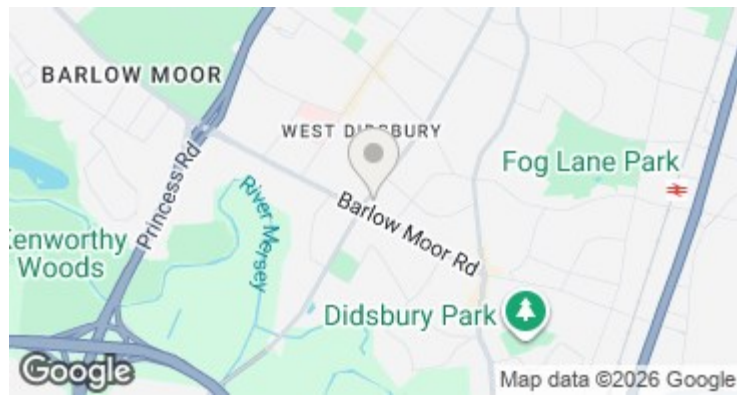 BARLOW MOOR
WEST DIDSBURY
Fog Lane Park
Princess Rd
River Mersey
Barlow Moor Rd
Kenworthy
Woods
Didsbury Park
Google
Map data ©2026 Google